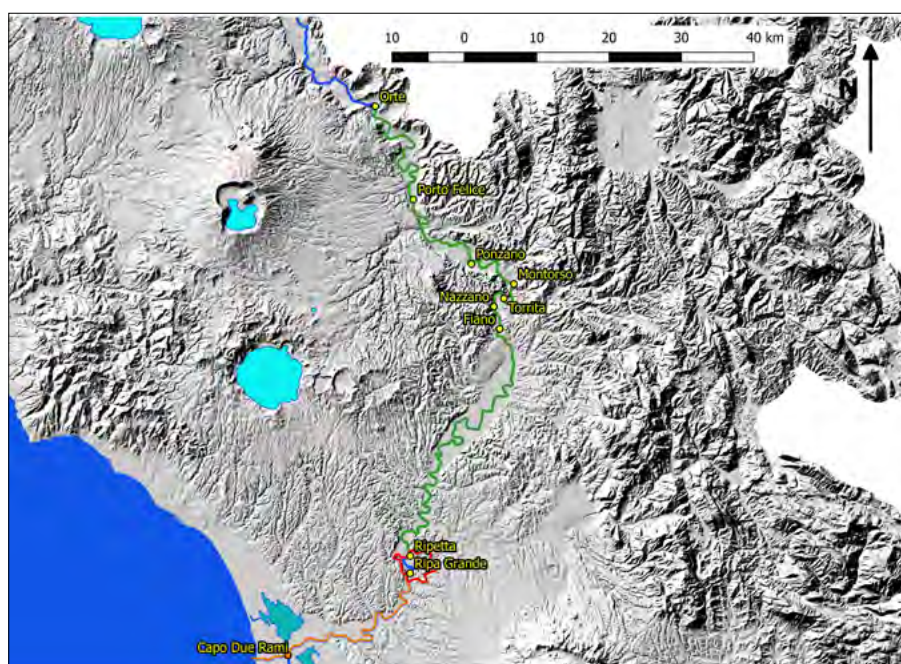 10 0 10 20 30 40 km
N
Orte
Porto Felice
Ponzano
Montorso
Nazzano
Torrita
Fiano
Ripetta
Ripa Grande
Capo Due Rami